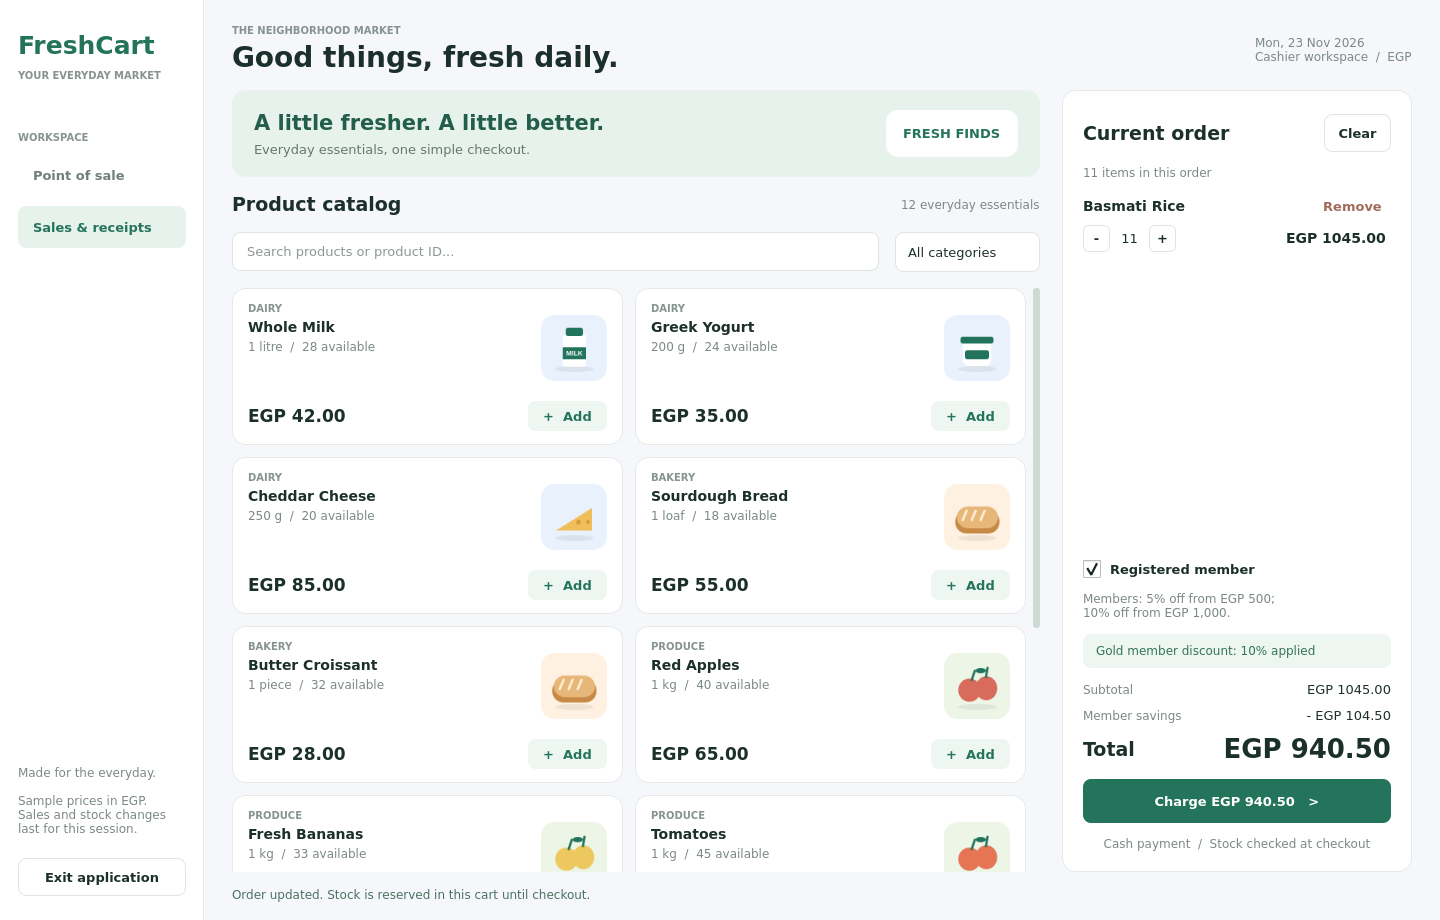 FreshCart
YOUR EVERYDAY MARKET
WORKSPACE
Point of sale
Sales & receipts
Made for the everyday.
Sample prices in EGP.
Sales and stock changes
last for this session.
Exit application
THE NEIGHBORHOOD MARKET
Good things, fresh daily.
Mon, 23 Nov 2026
Cashier workspace / EGP
A little fresher. A little better.
Everyday essentials, one simple checkout.
FRESH FINDS
Product catalog
12 everyday essentials
Search products or product ID...
All categories
DAIRY
Whole Milk
1 litre / 28 available
MILK
EGP 42.00
+ Add
DAIRY
Greek Yogurt
200 g / 24 available
EGP 35.00
+ Add
DAIRY
Cheddar Cheese
250 g / 20 available
EGP 85.00
+ Add
BAKERY
Sourdough Bread
1 loaf / 18 available
EGP 55.00
+ Add
BAKERY
Butter Croissant
1 piece / 32 available
EGP 28.00
+ Add
PRODUCE
Red Apples
1 kg / 40 available
EGP 65.00
+ Add
PRODUCE
Fresh Bananas
1 kg / 33 available
PRODUCE
Tomatoes
1 kg / 45 available
Order updated. Stock is reserved in this cart until checkout.
Current order
Clear
11 items in this order
Basmati Rice
Remove
- 11 +
EGP 1045.00
Registered member
Members: 5% off from EGP 500;
10% off from EGP 1,000.
Gold member discount: 10% applied
Subtotal EGP 1045.00
Member savings - EGP 104.50
Total EGP 940.50
Charge EGP 940.50 >
Cash payment / Stock checked at checkout